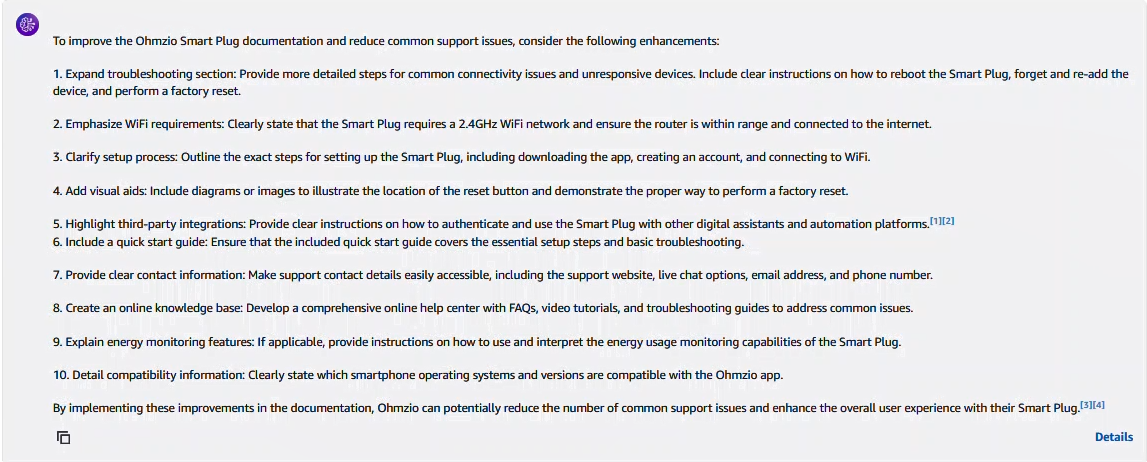 To improve the Ohmzio Smart Plug documentation and reduce common support issues, consider the following enhancements:
1. Expand troubleshooting section: Provide more detailed steps for common connectivity issues and unresponsive devices. Include clear instructions on how to reboot the Smart Plug, forget and re-add the
device, and perform a factory reset.
2. Emphasize WiFi requirements: Clearly state that the Smart Plug requires a 2.4GHz WiFi network and ensure the router is within range and connected to the internet.
3. Clarify setup process: Outline the exact steps for setting up the Smart Plug, including downloading the app, creating an account, and connecting to WiFi.
4. Add visual aids: Include diagrams or images to illustrate the location of the reset button and demonstrate the proper way to perform a factory reset.
5. Highlight third-party integrations: Provide clear instructions on how to authenticate and use the Smart Plug with other digital assistants and automation platforms.[1][2]
6. Include a quick start guide: Ensure that the included quick start guide covers the essential setup steps and basic troubleshooting.
7. Provide clear contact information: Make support contact details easily accessible, including the support website, live chat options, email address, and phone number.
8. Create an online knowledge base: Develop a comprehensive online help center with FAQs, video tutorials, and troubleshooting guides to address common issues.
9. Explain energy monitoring features: If applicable, provide instructions on how to use and interpret the energy usage monitoring capabilities of the Smart Plug.
10. Detail compatibility information: Clearly state which smartphone operating systems and versions are compatible with the Ohmzio app.
By implementing these improvements in the documentation, Ohmzio can potentially reduce the number of common support issues and enhance the overall user experience with their Smart Plug.[3][4]
Details